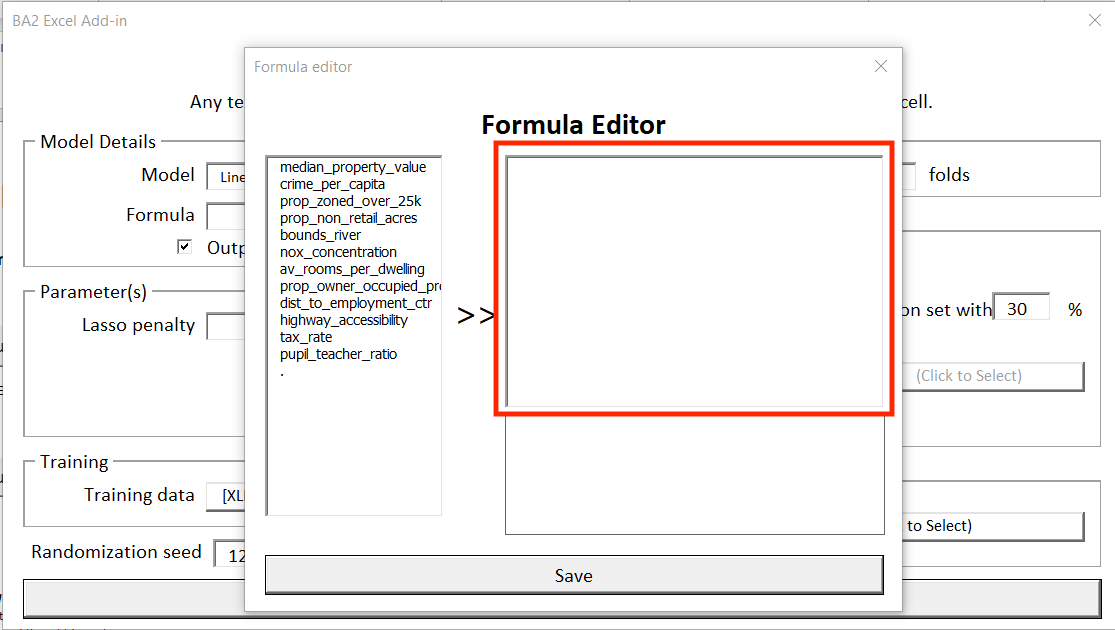 BA2 Excel Add-in
Formula editor
Any te
cell.
Formula Editor
Model Details
Model
Line
folds
Formula
Outp
median_property_value
crime_per_capita
prop_zoned_over_25k
prop_non_retail_acres
bounds_river
nox_concentration
av_rooms_per_dwelling
prop_owner_occupied_pr
dist_to_employment_ctr
highway_accessibility
tax_rate
pupil_teacher_ratio
.
>>
Parameter(s)
Lasso penalty
on set with 30 %
(Click to Select)
Training
Training data
[XL
to Select)
Randomization seed
12
Save